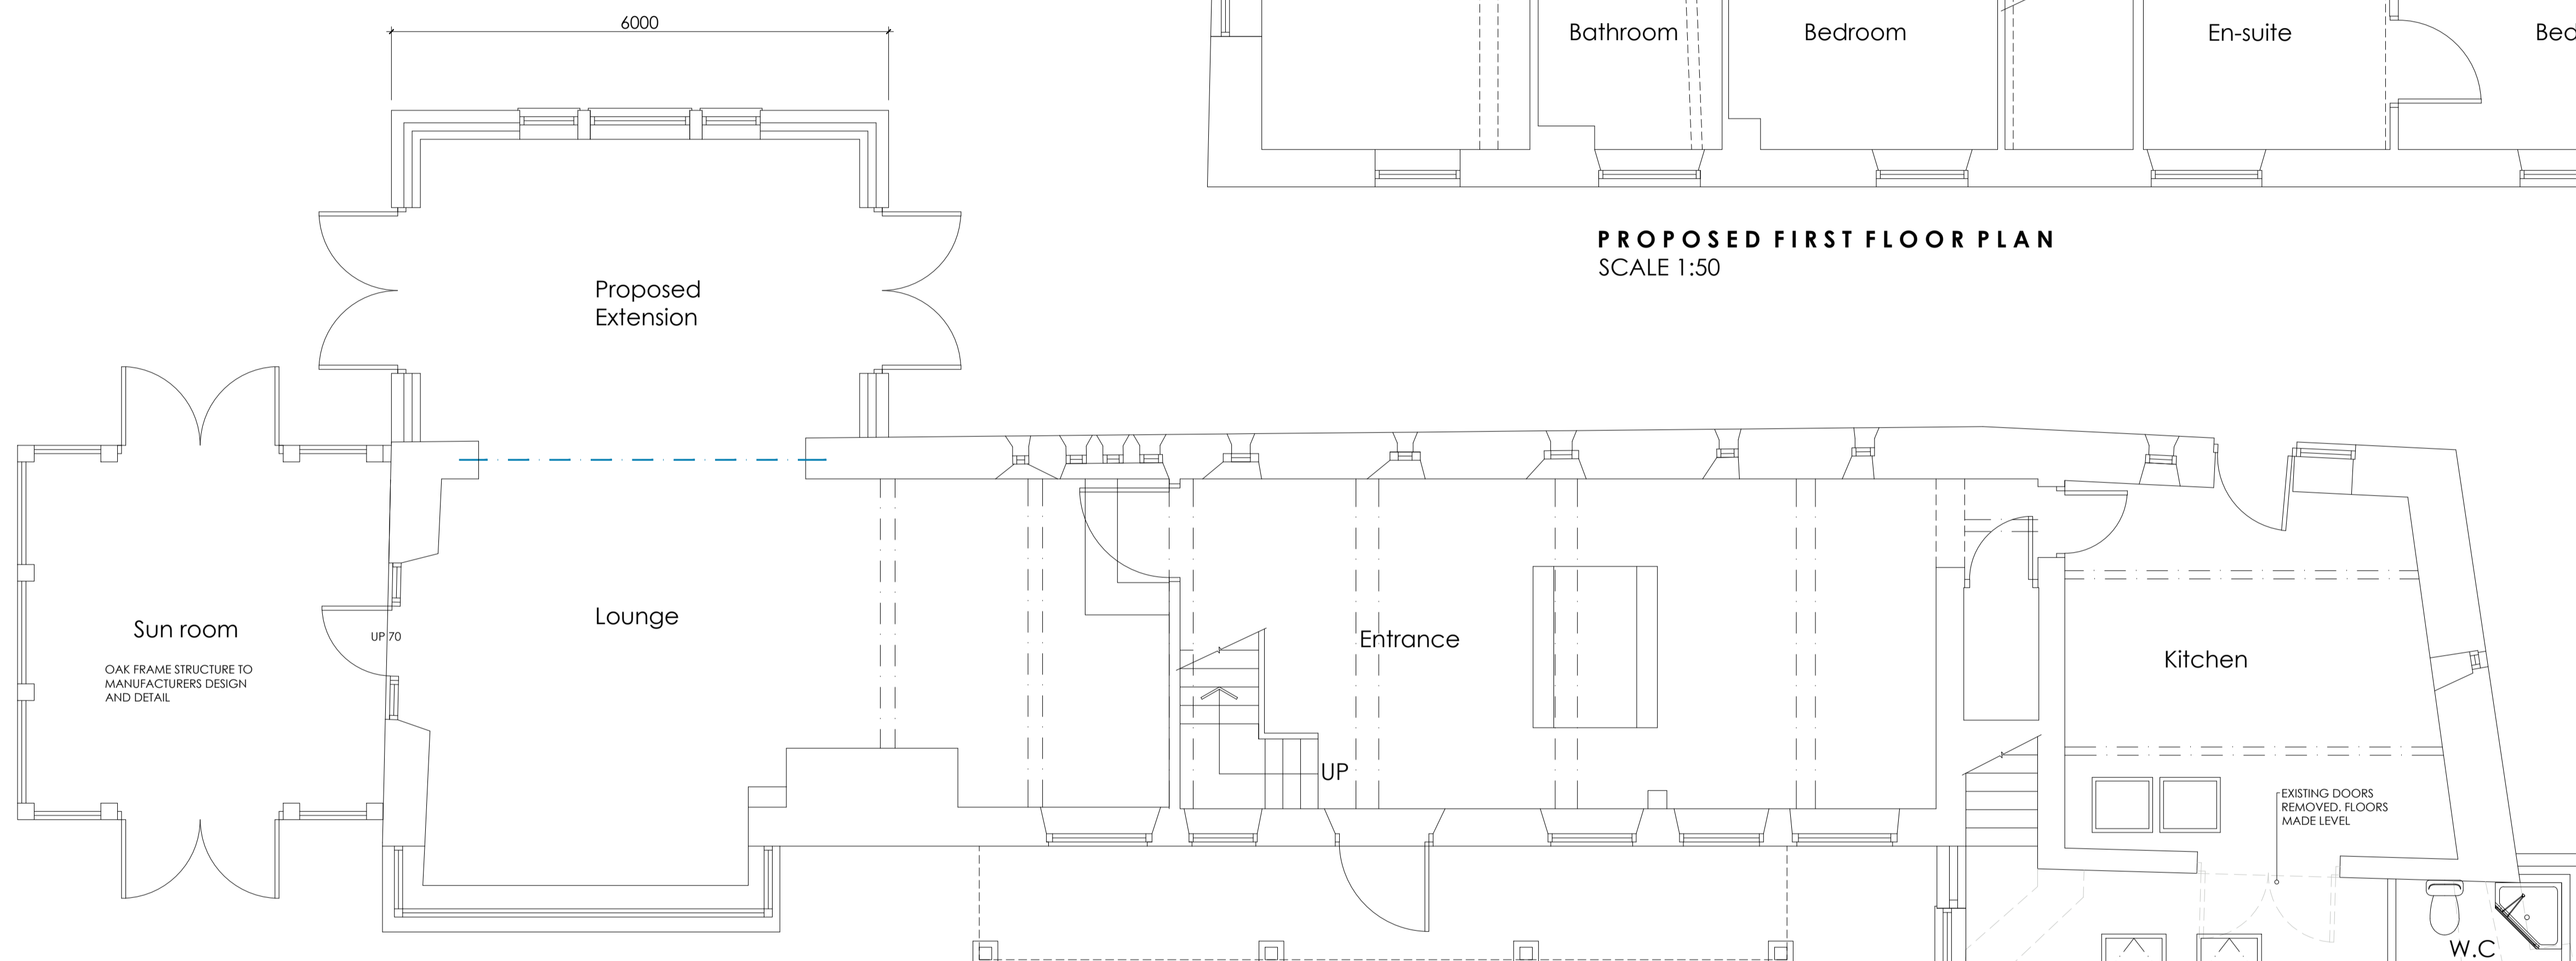 6000
Bathroom
Bedroom
En-suite
Bed
PROPOSED FIRST FLOOR PLAN
SCALE 1:50
Proposed
Extension
Sun room
OAK FRAME STRUCTURE TO
MANUFACTURERS DESIGN
AND DETAIL
UP 70
Lounge
Entrance
UP
Kitchen
EXISTING DOORS
REMOVED. FLOORS
MADE LEVEL
W.C